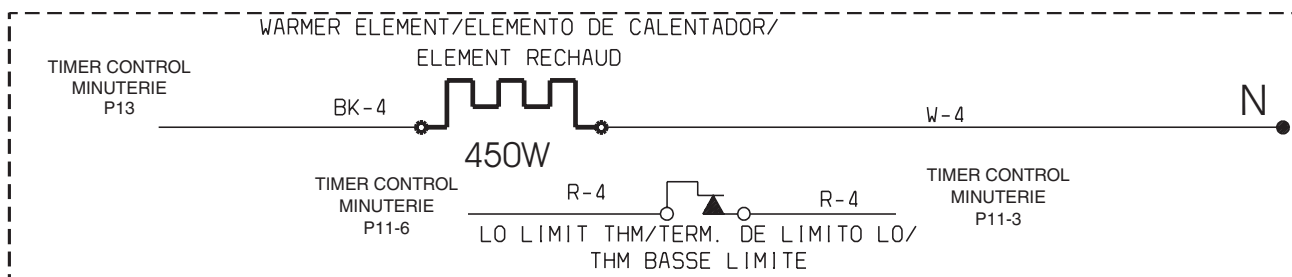 WARMER ELEMENT/ELEMENTO DE CALENTADOR/
ELEMENT RECHAUD
TIMER CONTROL
MINUTERIE
P13
BK-4
W-4
N
450W
TIMER CONTROL
MINUTERIE
P11-6
R-4
R-4
TIMER CONTROL
MINUTERIE
P11-3
LO LIMIT THM/TERM. DE LIMITO LO/
THM BASSE LIMITE